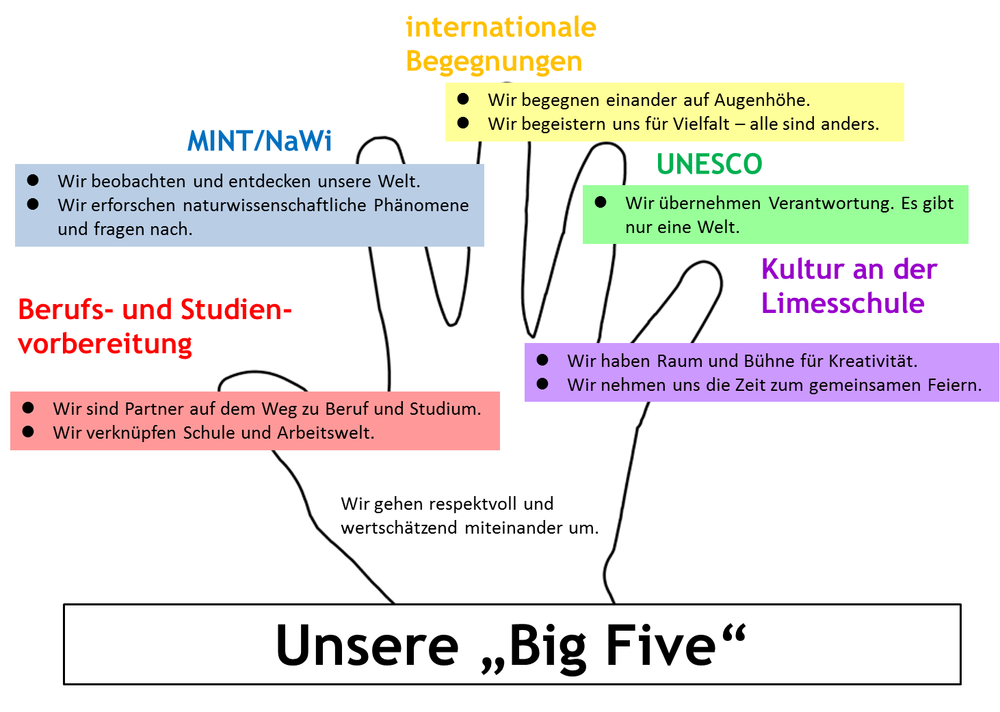 internationale
Begegnungen
● Wir begegnen einander auf Augenhöhe.
● Wir begeistern uns für Vielfalt – alle sind anders.
MINT/NaWi
● Wir beobachten und entdecken unsere Welt.
● Wir erforschen naturwissenschaftliche Phänomene
und fragen nach.
UNESCO
● Wir übernehmen Verantwortung. Es gibt
nur eine Welt.
Kultur an der
Limesschule
● Wir haben Raum und Bühne für Kreativität.
● Wir nehmen uns die Zeit zum gemeinsamen Feiern.
Berufs- und Studien-
vorbereitung
● Wir sind Partner auf dem Weg zu Beruf und Studium.
● Wir verknüpfen Schule und Arbeitswelt.
Wir gehen respektvoll und
wertschätzend miteinander um.
Unsere „Big Five“